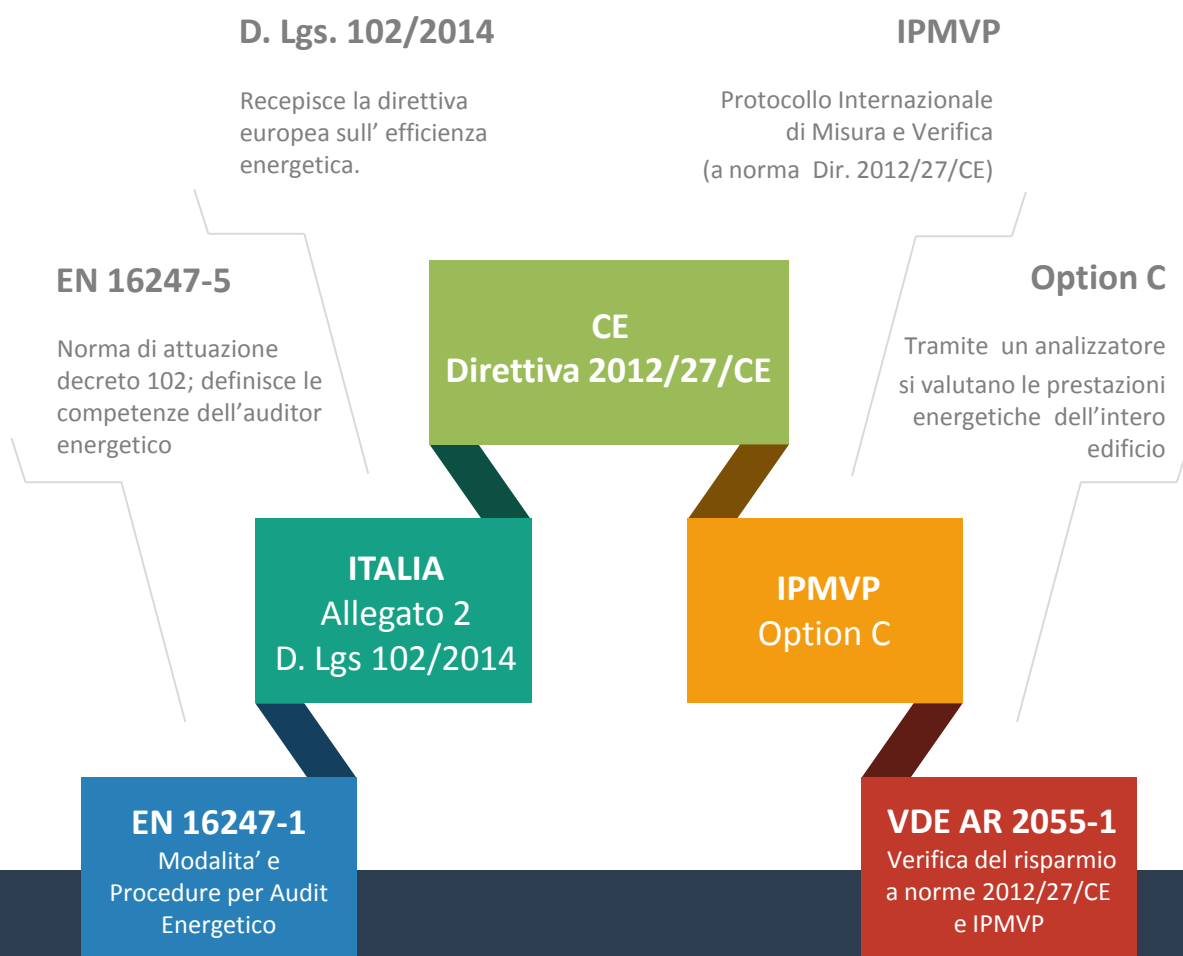 D. Lgs. 102/2014
Recepisce la direttiva
europea sull’ efficienza
energetica.
IPMVP
Protocollo Internazionale
di Misura e Verifica
(a norma Dir. 2012/27/CE)
EN 16247-5
Norma di attuazione
decreto 102; definisce le
competenze dell’auditor
energetico
CE
Direttiva 2012/27/CE
Option C
Tramite un analizzatore
si valutano le prestazioni
energetiche dell’intero
edificio
ITALIA
Allegato 2
D. Lgs 102/2014
IPMVP
Option C
EN 16247-1
Modalita’ e
Procedure per Audit
Energetico
VDE AR 2055-1
Verifica del risparmio
a norme 2012/27/CE
e IPMVP